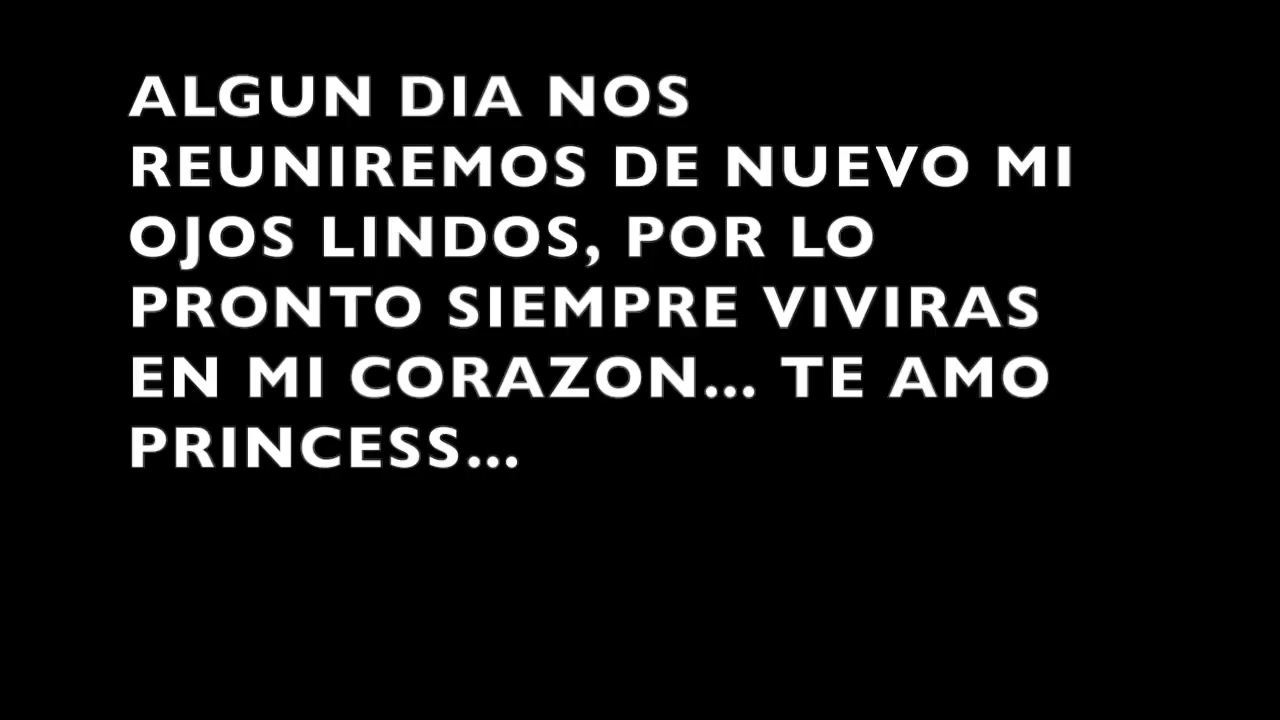 ALGUN DIA NOS
REUNIREMOS DE NUEVO MI
OJOS LINDOS, POR LO
PRONTO SIEMPRE VIVIRAS
EN MI CORAZON... TE AMO
PRINCESS...